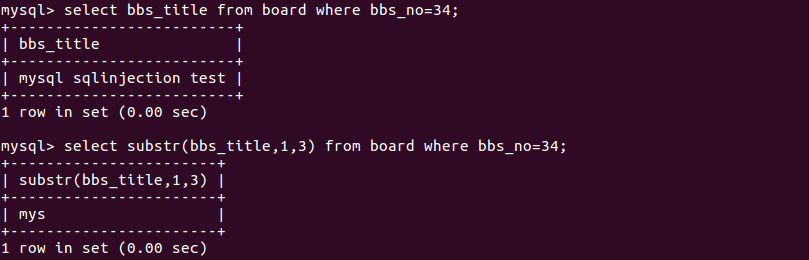 mysql> select bbs_title from board where bbs_no=34;
+-------------------------+
| bbs_title               |
+-------------------------+
| mysql sqlinjection test |
+-------------------------+
1 row in set (0.00 sec)

mysql> select substr(bbs_title,1,3) from board where bbs_no=34;
+-----------------------+
| substr(bbs_title,1,3) |
+-----------------------+
| mys                   |
+-----------------------+
1 row in set (0.00 sec)